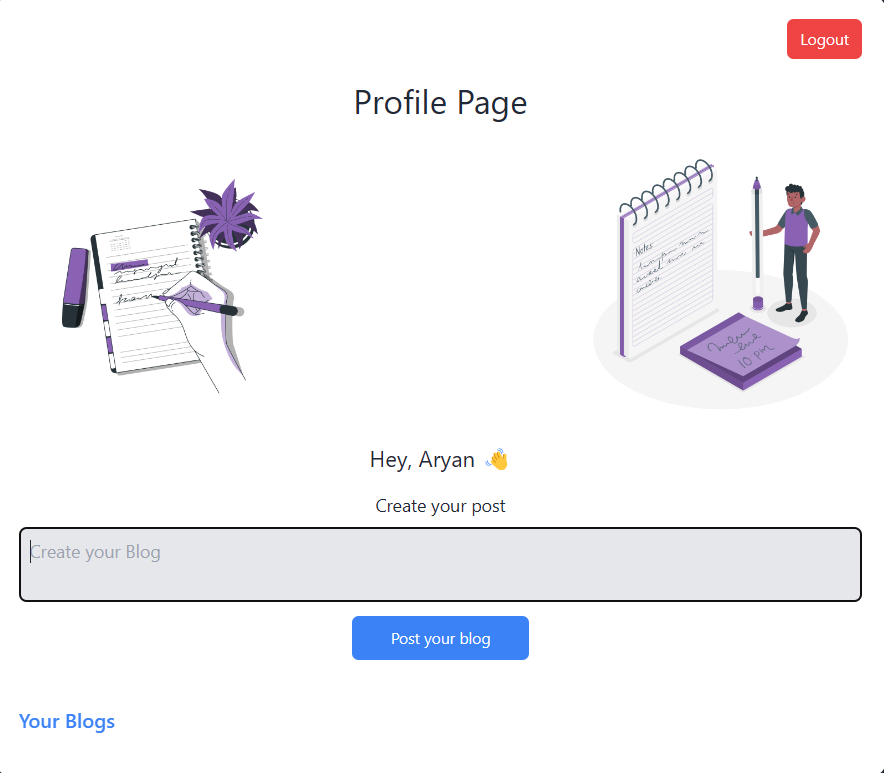 Logout
Profile Page
Notes
10 pm
Hey, Aryan 👋
Create your post
Create your Blog
Post your blog
Your Blogs